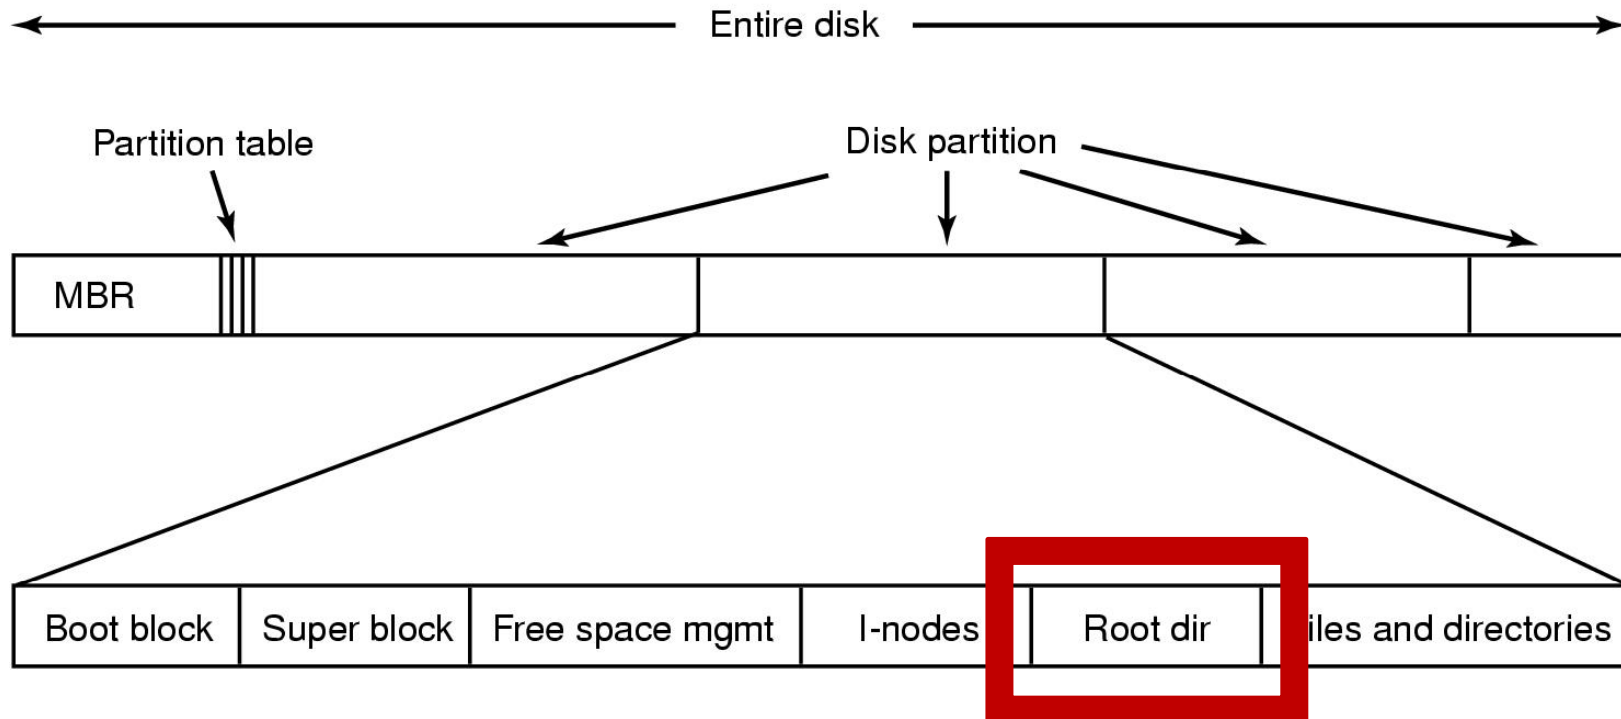 Entire disk
Partition table
Disk partition
MBR
Boot block
Super block
Free space mgmt
I-nodes
Root dir
iles and directories